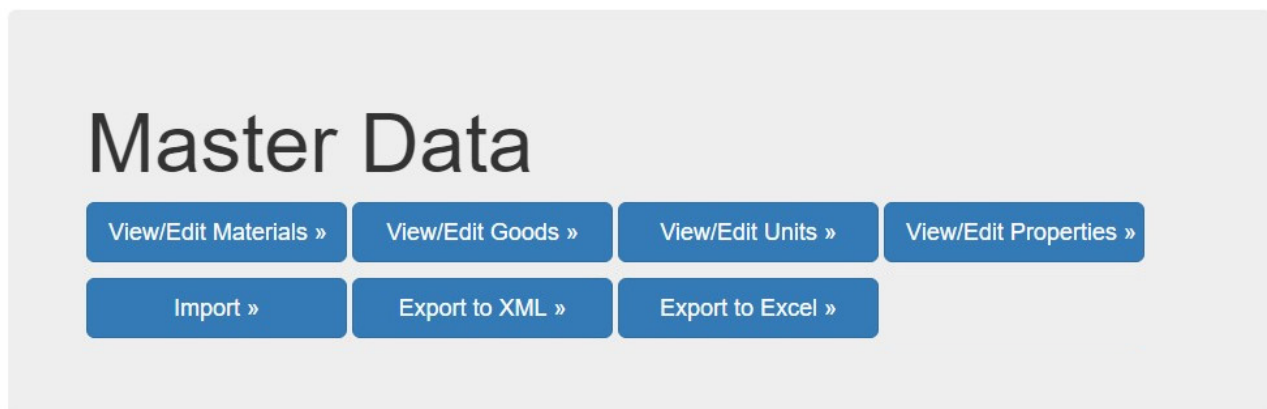 Master Data
View/Edit Materials » View/Edit Goods » View/Edit Units » View/Edit Properties »
Import » Export to XML » Export to Excel »